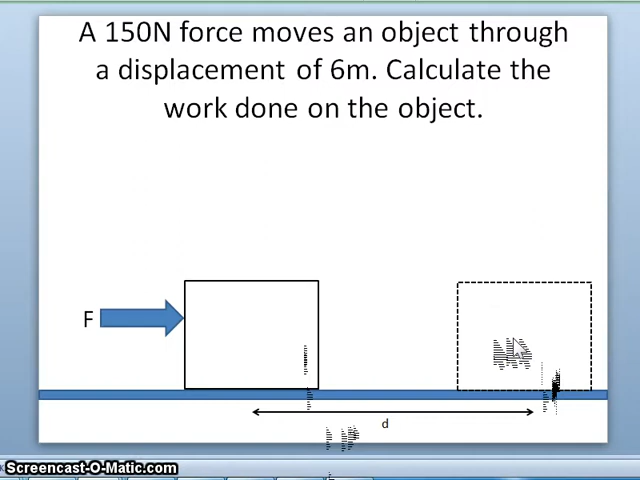 A 150N force moves an object through
a displacement of 6m. Calculate the
work done on the object.
F
d
Screencast-O-Matic.com